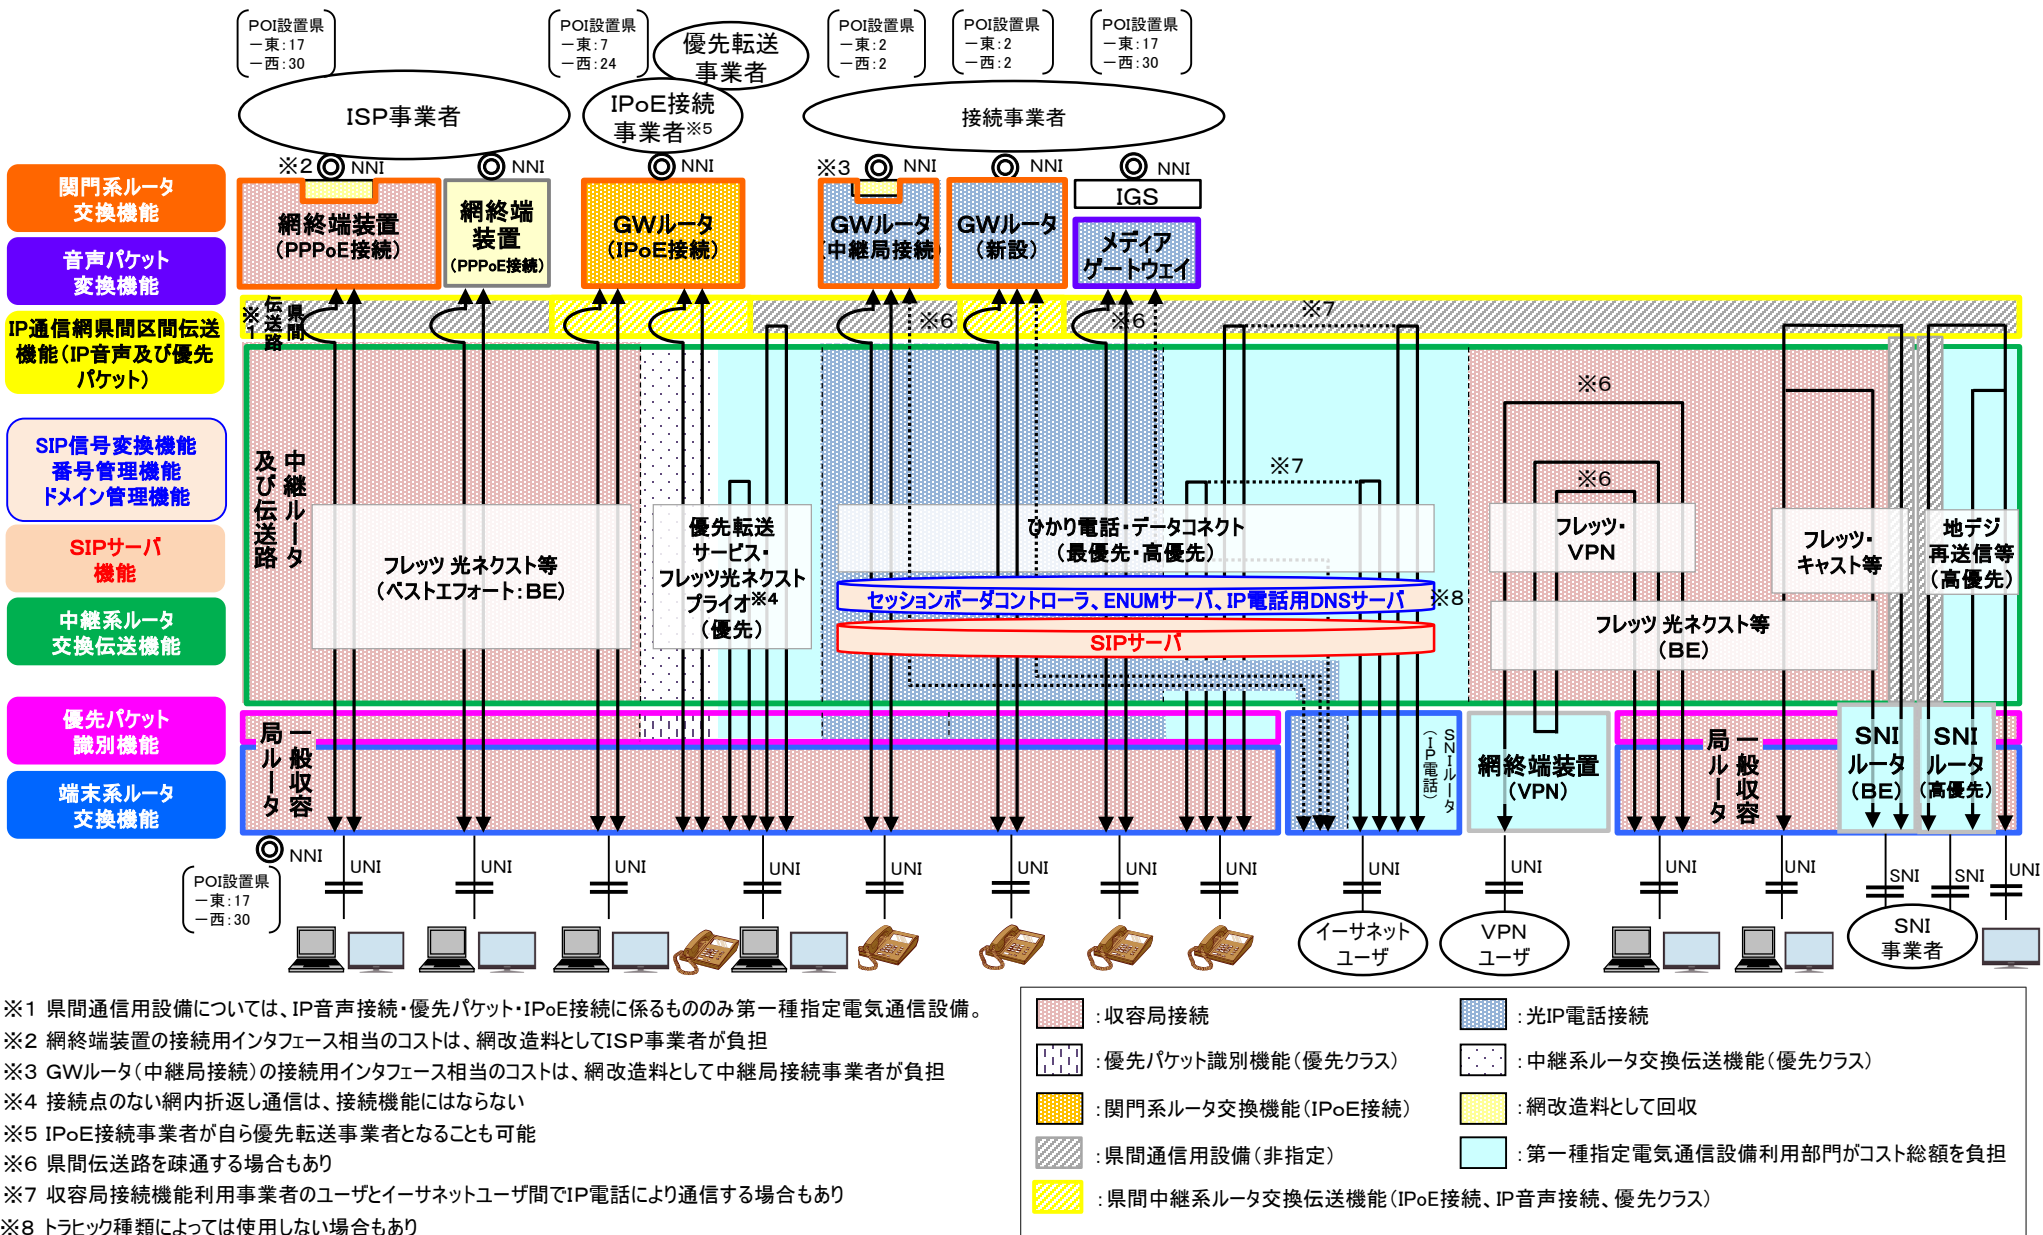 POI設置県
－東：17
－西：30
POI設置県
－東：7
－西：24
優先転送
事業者
POI設置県
－東：2
－西：2
POI設置県
－東：2
－西：2
POI設置県
－東：17
－西：30
ISP事業者
IPoE接続
事業者※5
接続事業者
※2
NNI
NNI
NNI
※3
NNI
NNI
NNI
関門系ルータ
交換機能
網終端装置
（PPPoE接続）
網終端
装置
（PPPoE接続）
GWルータ
（IPoE接続）
GWルータ
（中継局接続）
GWルータ
（新設）
IGS
メディア
ゲートウェイ
音声パケット
変換機能
IP通信網県間区間伝送
機能（IP音声及び優先
パケット）
県間
伝送路
※1
※6
※6
※7
SIP信号変換機能
番号管理機能
ドメイン管理機能
SIPサーバ
機能
中継系ルータ
交換伝送機能
優先パケット
識別機能
端末系ルータ
交換機能
中継ルータ
及び伝送路
フレッツ 光ネクスト等
（ベストエフォート：BE）
優先転送
サービス・
フレッツ光ネクスト
プライオ※4
（優先）
※7
ひかり電話・データコネクト
（最優先・高優先）
セッションボーダコントローラ、ENUMサーバ、IP電話用DNSサーバ
※8
SIPサーバ
※6
※6
フレッツ・
VPN
フレッツ 光ネクスト等
（BE）
フレッツ・
キャスト等
地デジ
再送信等
（高優先）
一般収容
局ルータ
SNIルータ
（IP電話）
網終端装置
（VPN）
一般収容
局ルータ
SNI
ルータ
（BE）
SNI
ルータ
（高優先）
NNI
POI設置県
－東：17
－西：30
UNI
UNI
UNI
UNI
UNI
UNI
UNI
UNI
UNI
UNI
UNI
UNI
SNI
SNI
UNI
イーサネット
ユーザ
VPN
ユーザ
SNI
事業者
※1 県間通信用設備については、IP音声接続・優先パケット・IPoE接続に係るもののみ第一種指定電気通信設備。
※2 網終端装置の接続用インタフェース相当のコストは、網改造料としてISP事業者が負担
※3 GWルータ（中継局接続）の接続用インタフェース相当のコストは、網改造料として中継局接続事業者が負担
※4 接続点のない網内折返し通信は、接続機能にはならない
※5 IPoE接続事業者が自ら優先転送事業者となることも可能
※6 県間伝送路を疎通する場合もあり
※7 収容局接続機能利用事業者のユーザとイーサネットユーザ間でIP電話により通信する場合もあり
※8 トラヒック種類によっては使用しない場合もあり
：収容局接続
：光IP電話接続
：優先パケット識別機能（優先クラス）
：中継系ルータ交換伝送機能（優先クラス）
：関門系ルータ交換機能（IPoE接続）
：網改造料として回収
：県間通信用設備（非指定）
：第一種指定電気通信設備利用部門がコスト総額を負担
：県間中継系ルータ交換伝送機能（IPoE接続、IP音声接続、優先クラス）